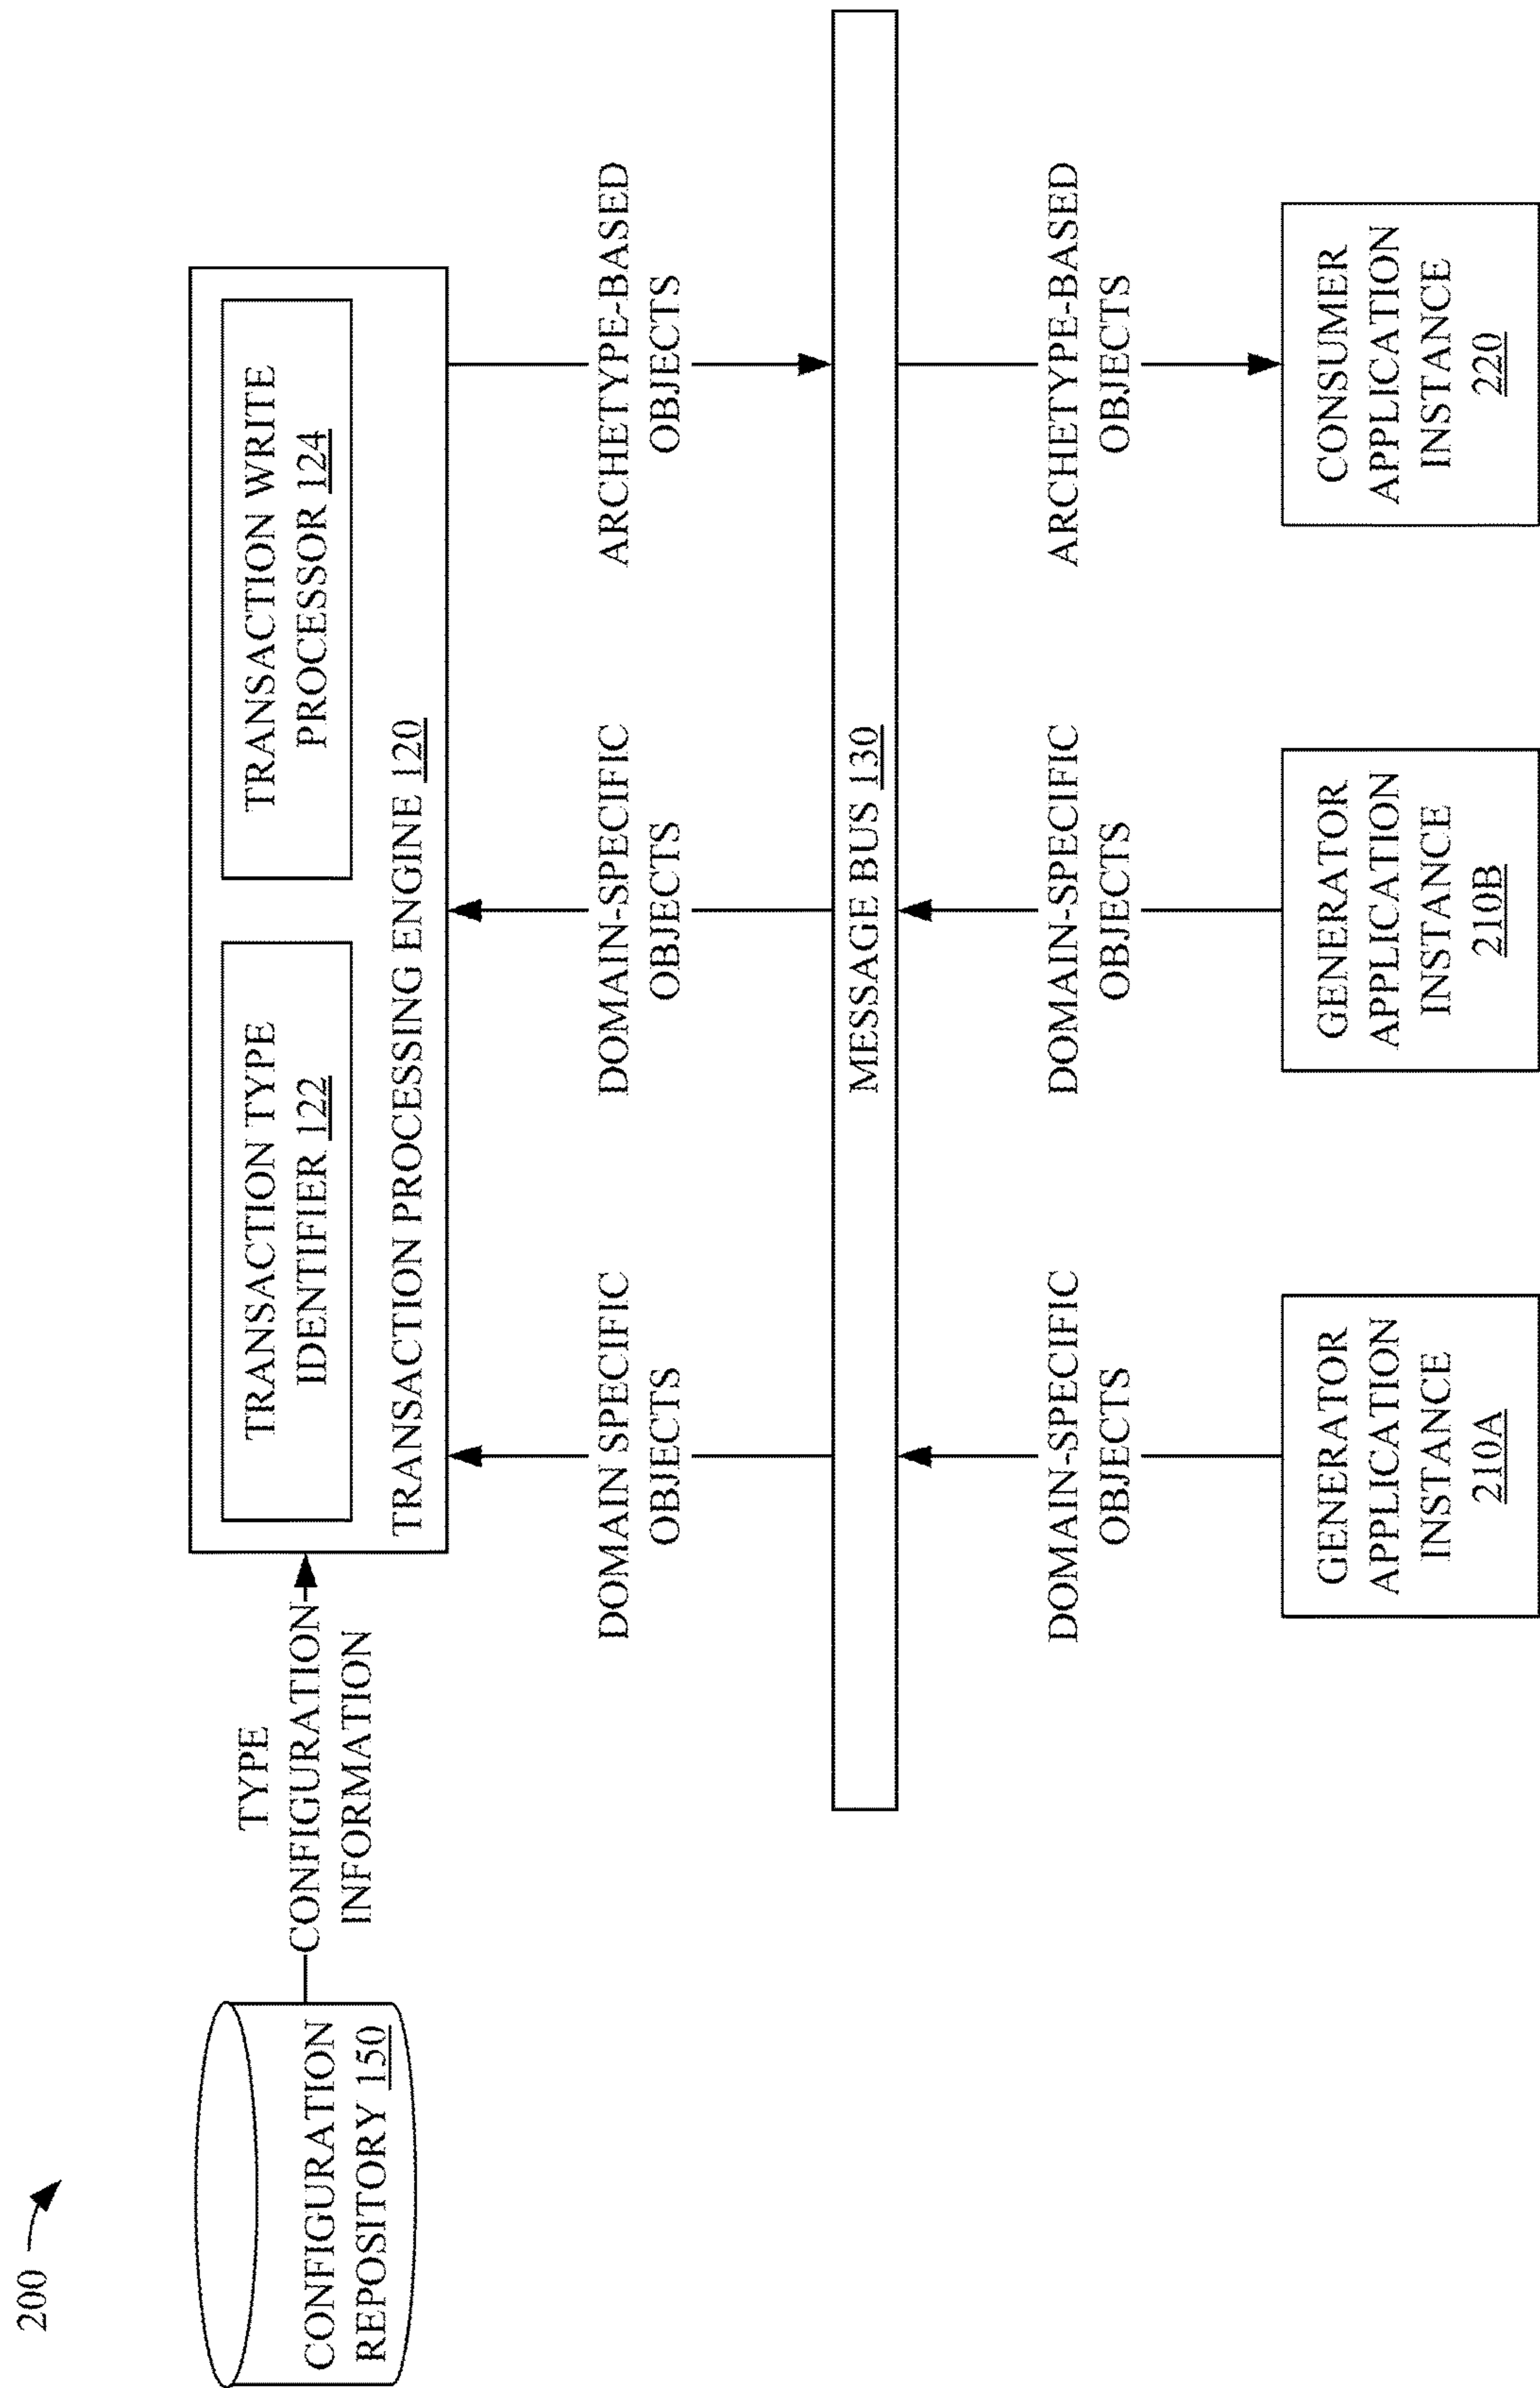 200
CONFIGURATION
REPOSITORY 150
TYPE
CONFIGURATION
INFORMATION
TRANSACTION TYPE
IDENTIFIER 122
TRANSACTION WRITE
PROCESSOR 124
TRANSACTION PROCESSING ENGINE 120
DOMAIN SPECIFIC
OBJECTS
DOMAIN-SPECIFIC
OBJECTS
ARCHETYPE-BASED
OBJECTS
MESSAGE BUS 130
DOMAIN-SPECIFIC
OBJECTS
DOMAIN-SPECIFIC
OBJECTS
ARCHETYPE-BASED
OBJECTS
GENERATOR
APPLICATION
INSTANCE
210A
GENERATOR
APPLICATION
INSTANCE
210B
CONSUMER
APPLICATION
INSTANCE
220